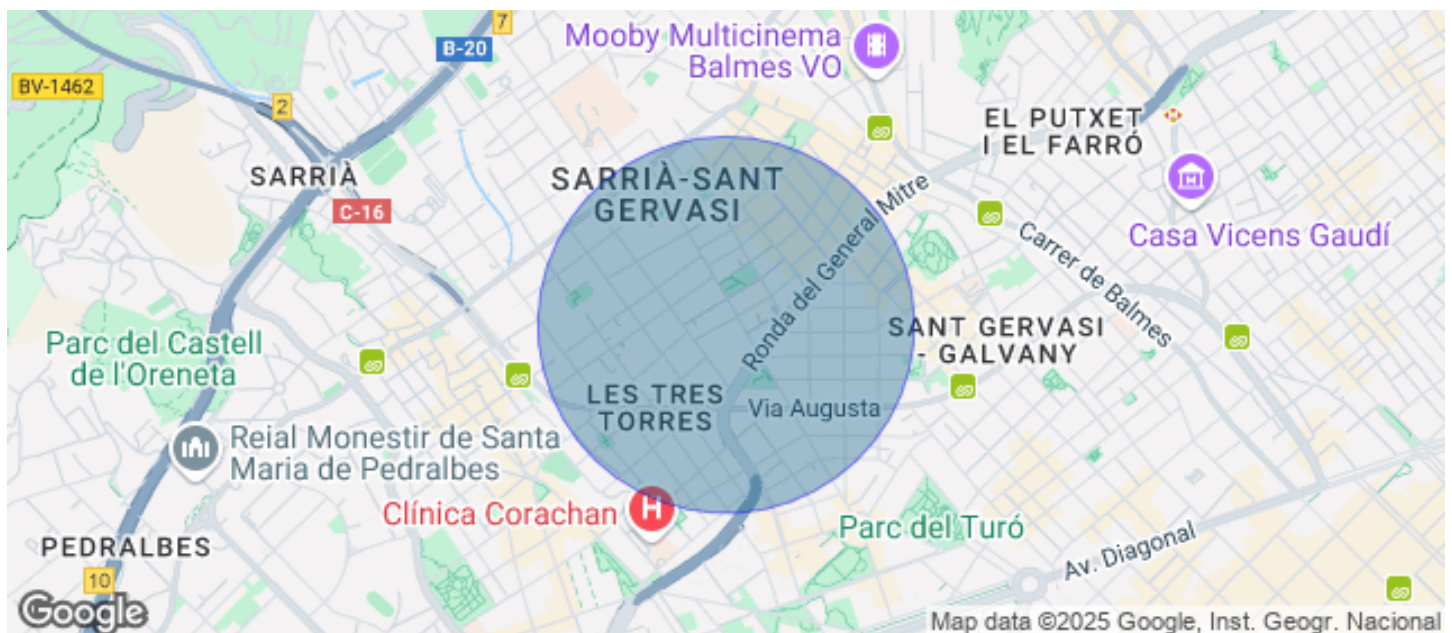 7
Mooby Multicinema
Balmes VO
B-20
BV-1462
2
EL PUTXET
I EL FARRÓ
SARRIÀ
SARRIÀ-SANT
GERVASI
C-16
Casa Vicens Gaudí
Ronda del General Mitre
Carrer de Balmes
Parc del Castell
de l'Oreneta
SANT GERVASI
- GALVANY
LES TRES
TORRES
Via Augusta
Reial Monestir de Santa
Maria de Pedralbes
Clínica Corachan
H
Parc del Turó
PEDRALBES
Av. Diagonal
10
Google
Map data ©2025 Google, Inst. Geogr. Nacional